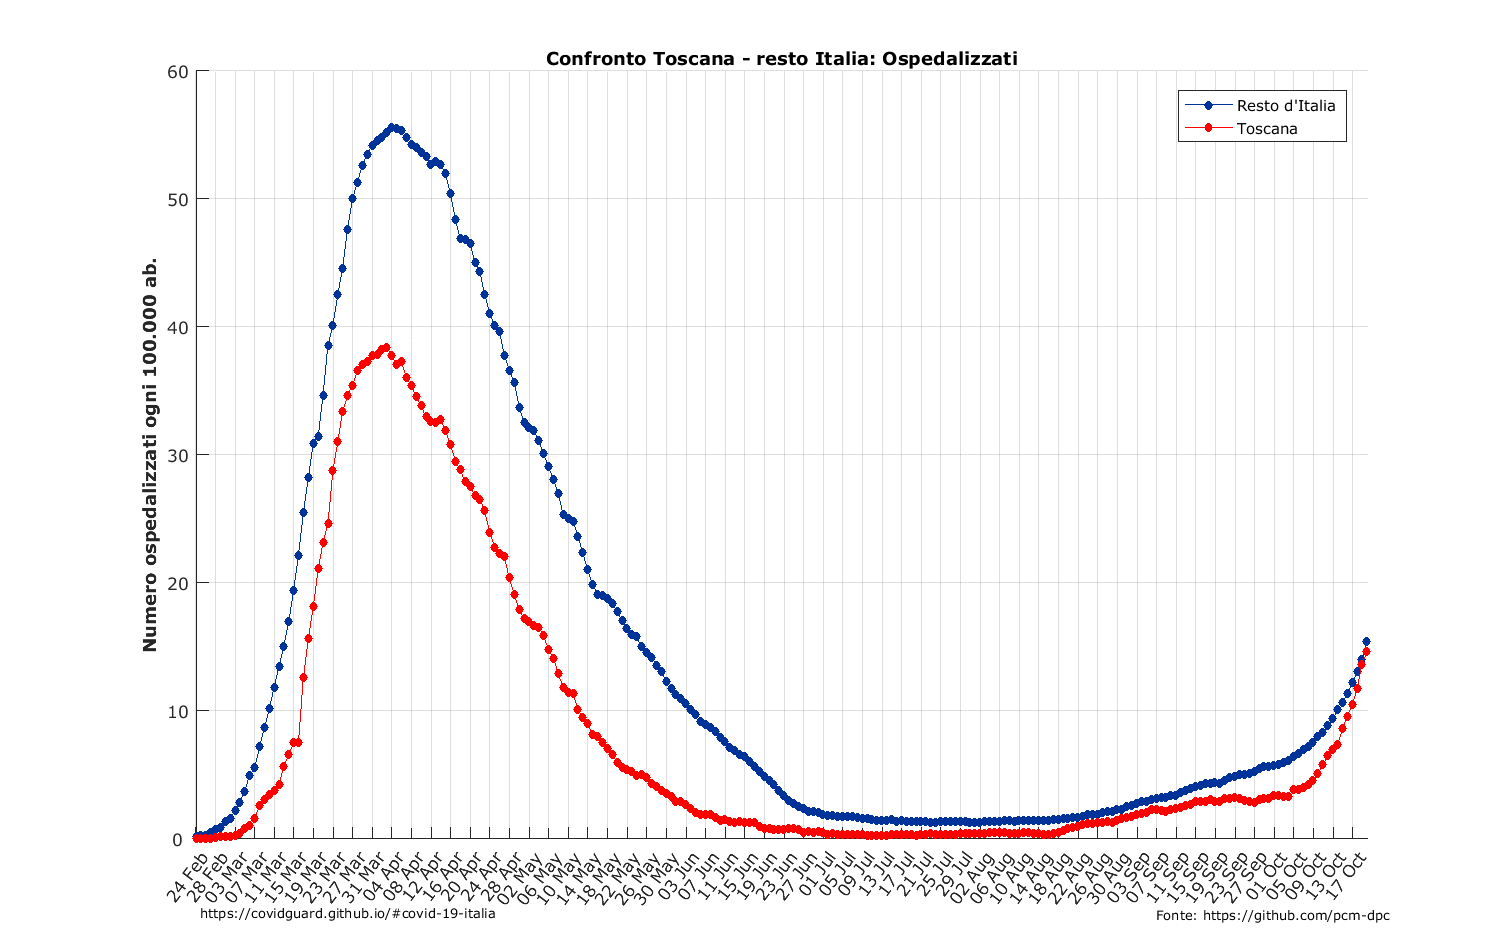 Confronto Toscana - resto Italia: Ospedalizzati
Resto d'Italia
Toscana
Numero ospedalizzati ogni 100.000 ab.
60
50
40
30
20
10
0
24 Feb
28 Feb
03 Mar
07 Mar
11 Mar
15 Mar
19 Mar
23 Mar
27 Mar
31 Mar
04 Apr
08 Apr
12 Apr
16 Apr
20 Apr
24 Apr
28 Apr
02 May
06 May
10 May
14 May
18 May
22 May
26 May
30 May
03 Jun
07 Jun
11 Jun
15 Jun
19 Jun
23 Jun
27 Jun
01 Jul
05 Jul
09 Jul
13 Jul
17 Jul
21 Jul
25 Jul
29 Jul
02 Aug
06 Aug
10 Aug
14 Aug
18 Aug
22 Aug
26 Aug
30 Aug
03 Sep
07 Sep
11 Sep
15 Sep
19 Sep
23 Sep
27 Sep
01 Oct
05 Oct
09 Oct
13 Oct
17 Oct
https://covidguard.github.io/#covid-19-italia
Fonte: https://github.com/pcm-dpc